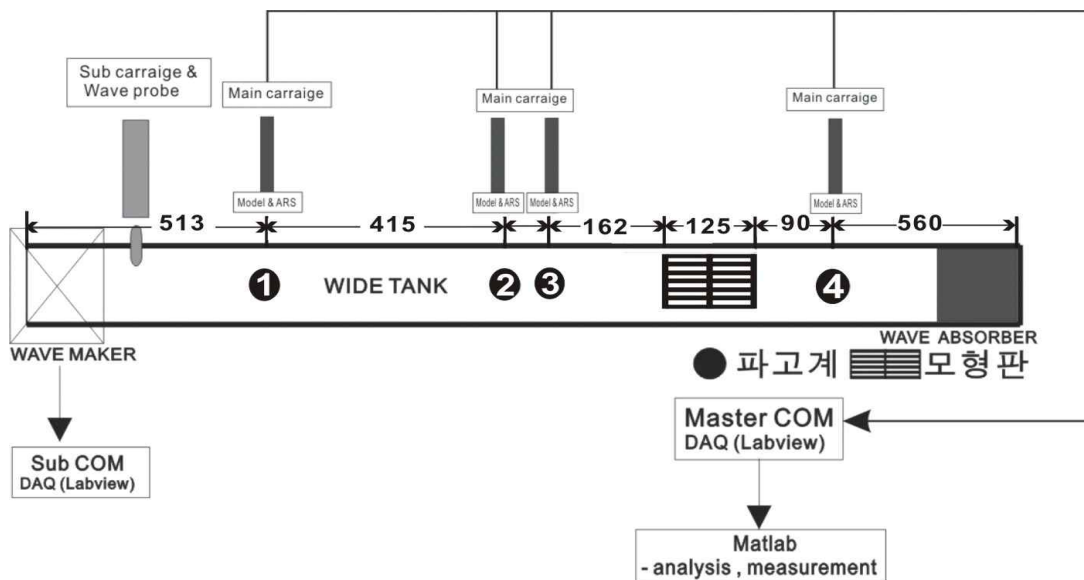 Sub carraige &
Wave probe
Main carraige
Main carraige
Main carraige
Model & ARS
Model & ARS
Model & ARS
Model & ARS
513
415
162
125
90
560
1
WIDE TANK
2
3
4
WAVE MAKER
WAVE ABSORBER
파고계
모형판
Master COM
DAQ (Labview)
Sub COM
DAQ (Labview)
Matlab
- analysis , measurement